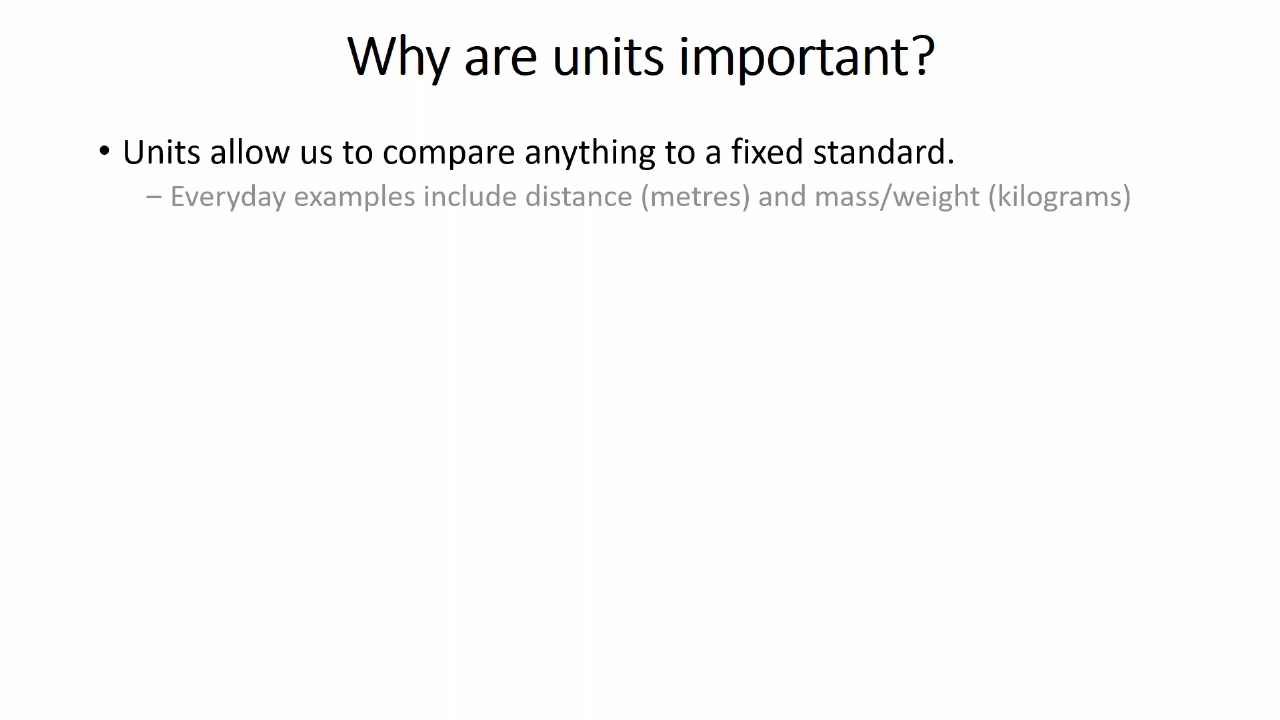 Why are units important?
• Units allow us to compare anything to a fixed standard.
– Everyday examples include distance (metres) and mass/weight (kilograms)